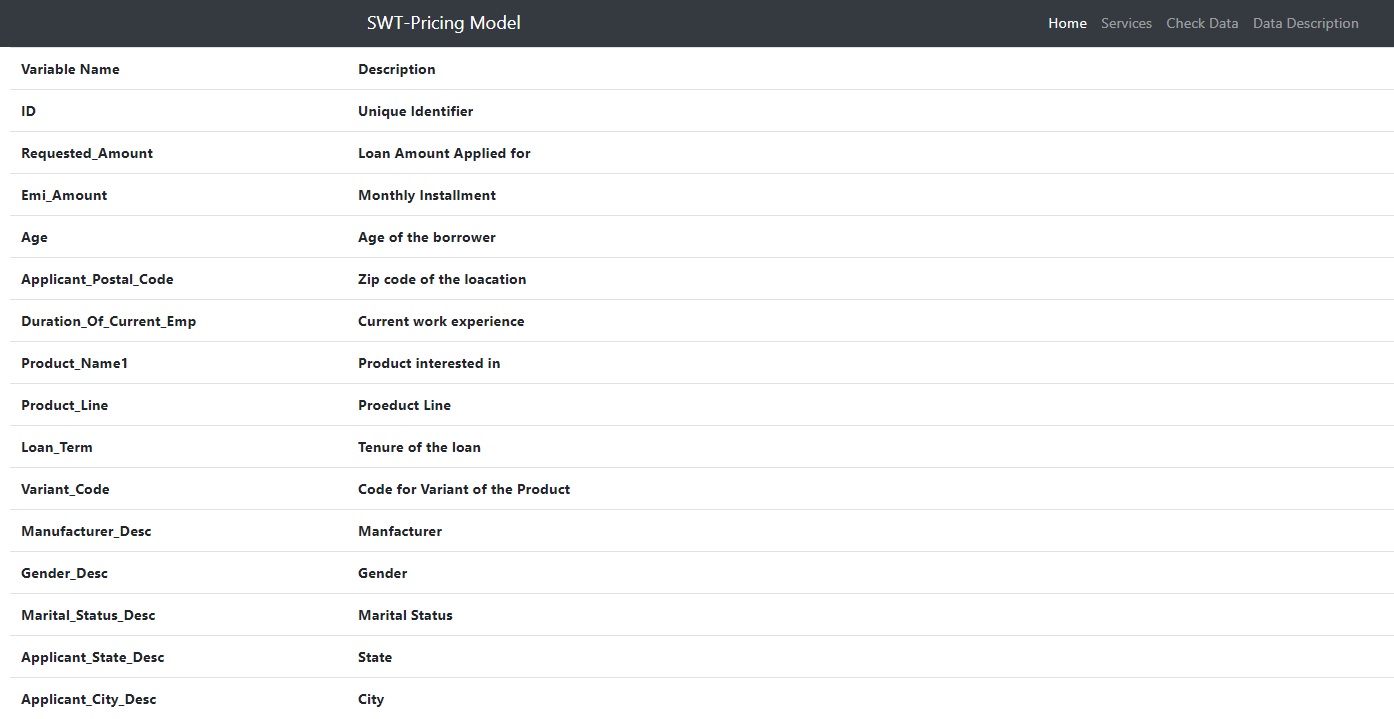 SWT-Pricing Model Home Services Check Data Data Description
Variable Name Description
ID Unique Identifier
Requested_Amount Loan Amount Applied for
Emi_Amount Monthly Installment
Age Age of the borrower
Applicant_Postal_Code Zip code of the loacation
Duration_Of_Current_Emp Current work experience
Product_Name1 Product interested in
Product_Line Proeduct Line
Loan_Term Tenure of the loan
Variant_Code Code for Variant of the Product
Manufacturer_Desc Manfacturer
Gender_Desc Gender
Marital_Status_Desc Marital Status
Applicant_State_Desc State
Applicant_City_Desc City